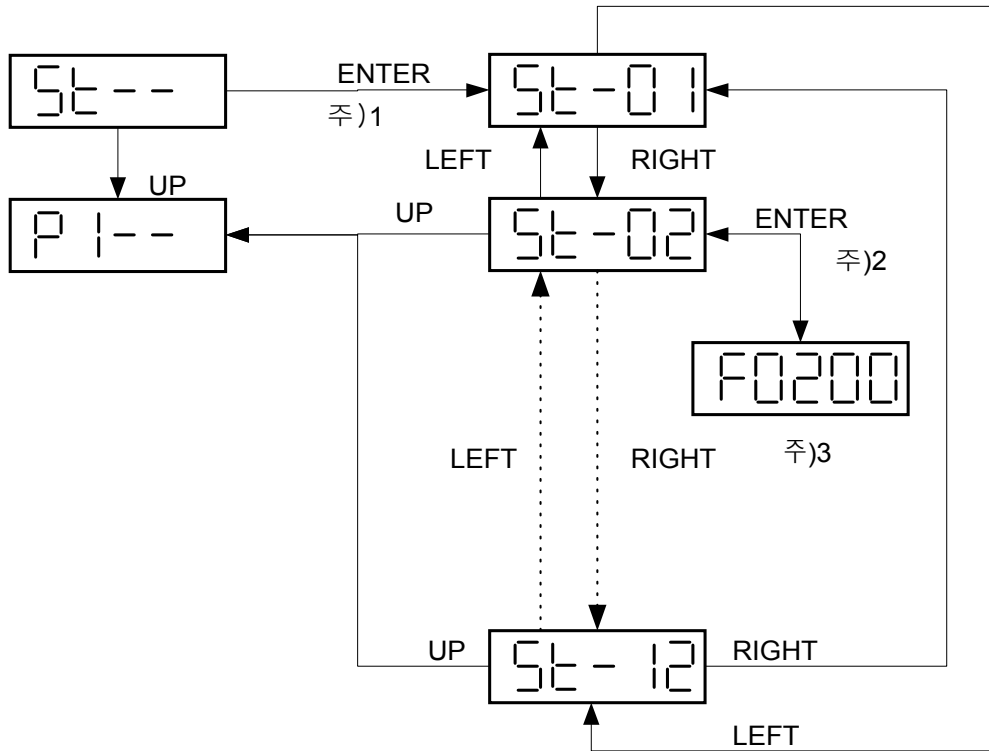 St-- ENTER St-01
주)1
LEFT RIGHT
UP
P1-- UP St-02 ENTER
주)2
F0200
주)3
LEFT RIGHT
UP St-12 RIGHT
LEFT